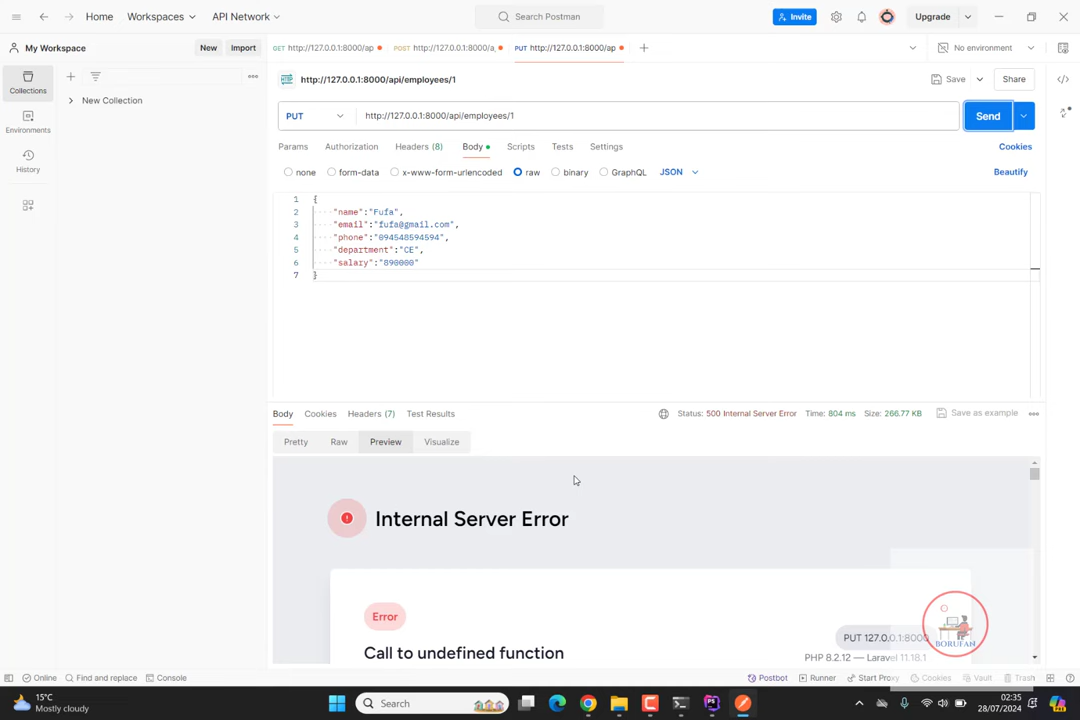 Home Workspaces API Network Search Postman Invite Upgrade
My Workspace New Import GET http://127.0.0.1:8000/ap POST http://127.0.0.1:8000/a PUT http://127.0.0.1:8000/ap No environment
Collections
Environments
History
New Collection
HTTP http://127.0.0.1:8000/api/employees/1 Save Share
PUT http://127.0.0.1:8000/api/employees/1 Send
Params Authorization Headers (8) Body Scripts Tests Settings Cookies
none form-data x-www-form-urlencoded raw binary GraphQL JSON Beautify
1 {
2 "name":"Fufa",
3 "email":"fufa@gmail.com",
4 "phone":"094548594594",
5 "department":"CE",
6 "salary":"890000"
7 }
Body Cookies Headers (7) Test Results Status: 500 Internal Server Error Time: 804 ms Size: 266.77 KB Save as example
Pretty Raw Preview Visualize
Internal Server Error
Error
Call to undefined function
PUT 127.0.0.1:8000
PHP 8.2.12 — Laravel 11.18.1
BORUFAN
Online Find and replace Console Postbot Runner Start Proxy Cookies Vault Trash
15°C
Mostly cloudy
Search
02:35
28/07/2024